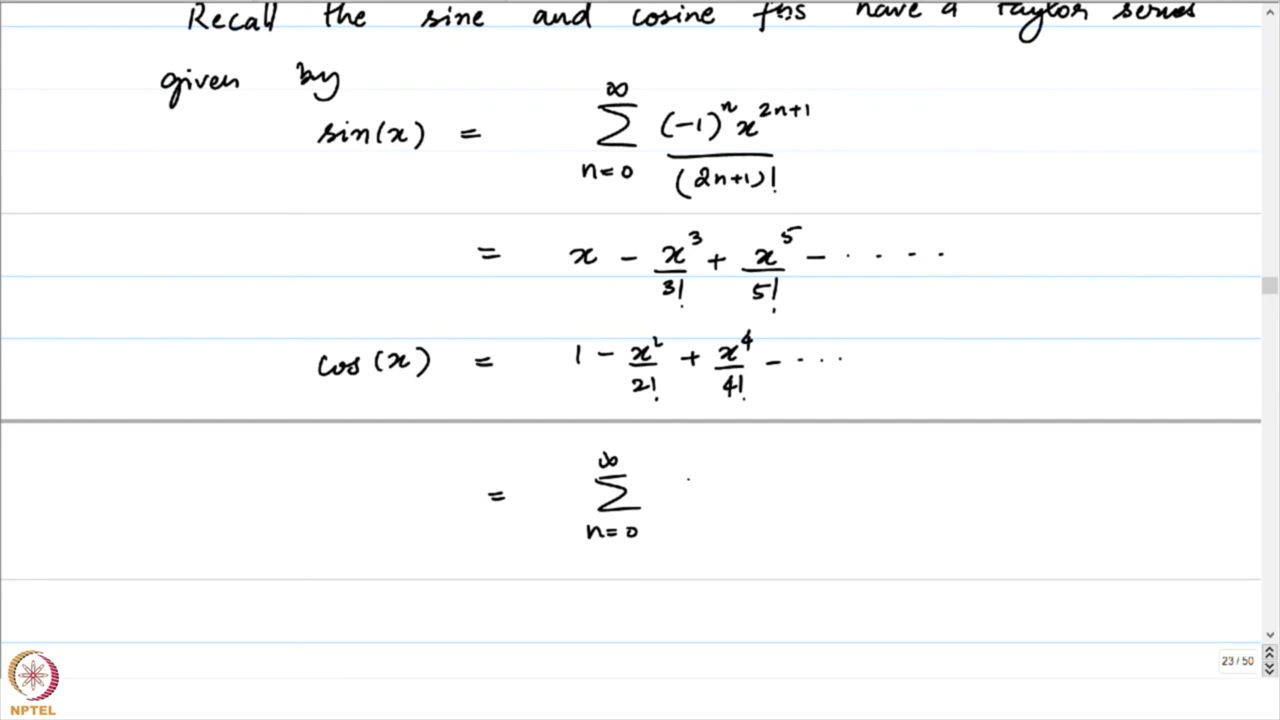 Recall the sine and cosine fns have a Taylor series
given by
sin(x) = ∑_{n=0}^{∞} (-1)^n x^{2n+1} / (2n+1)!
= x - x^3/3! + x^5/5! - ....
cos(x) = 1 - x^2/2! + x^4/4! - ...
= ∑_{n=0}^{∞}
23 / 50
NPTEL